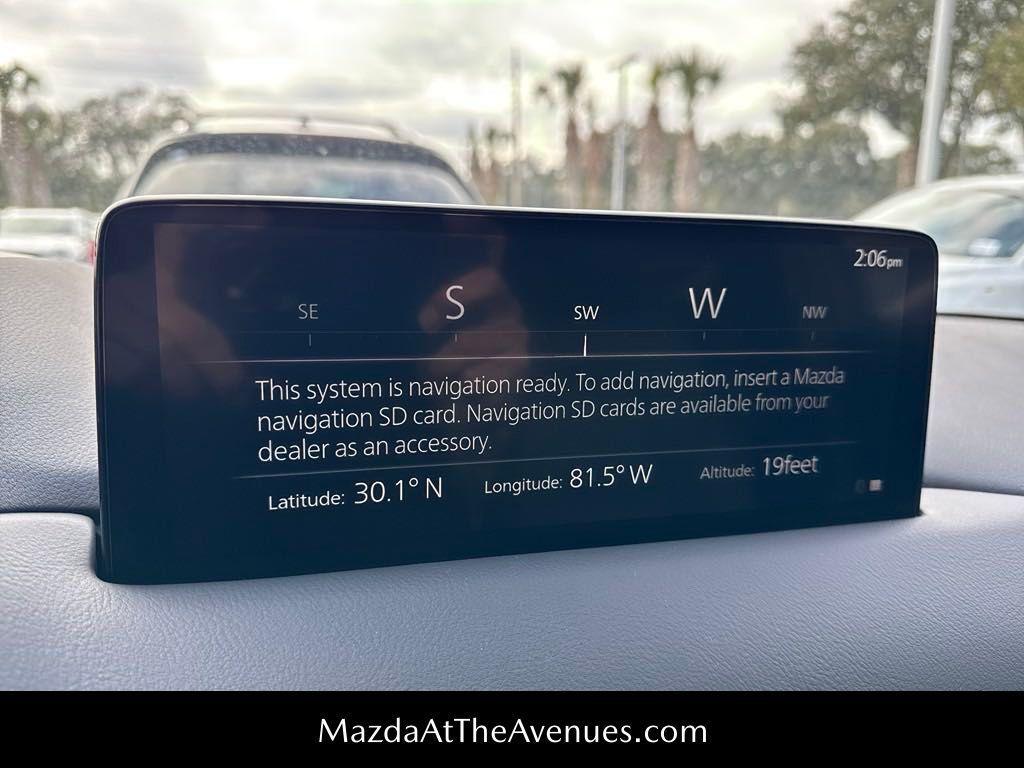 2:06pm
SE S SW W NW
This system is navigation ready. To add navigation, insert a Mazda
navigation SD card. Navigation SD cards are available from your
dealer as an accessory.
Latitude: 30.1° N Longitude: 81.5° W Altitude: 19feet
MazdaAtTheAvenues.com